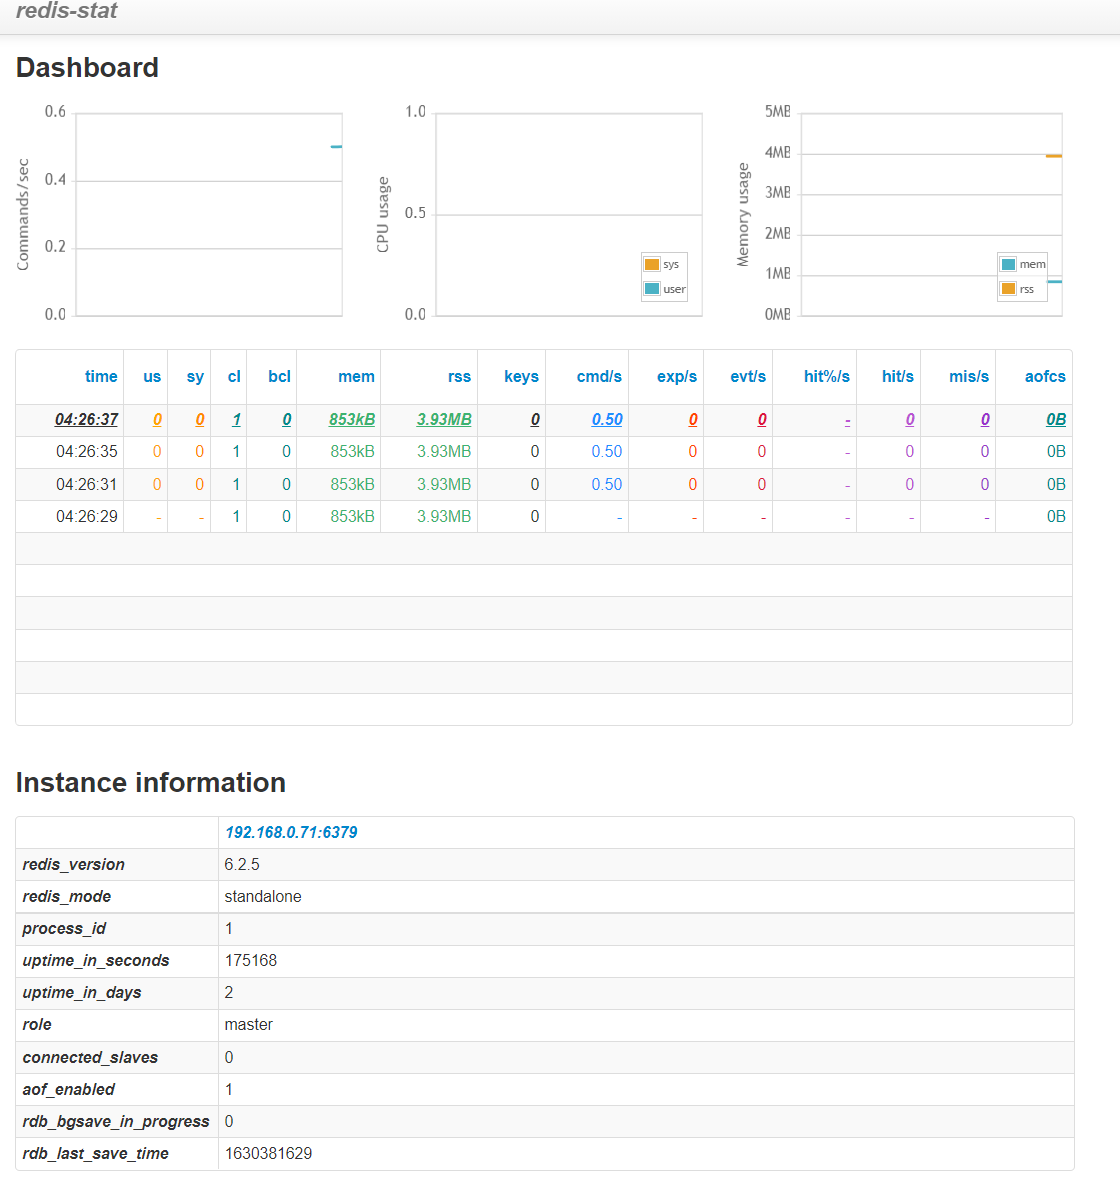 redis-stat
Dashboard
Commands/sec
0.6
0.4
0.2
0.0
CPU usage
1.0
0.5
0.0
sys
user
Memory usage
5MB
4MB
3MB
2MB
1MB
0MB
mem
rss
time us sy cl bcl mem rss keys cmd/s exp/s evt/s hit%/s hit/s mis/s aofcs
04:26:37 0 0 1 0 853kB 3.93MB 0 0.50 0 0 - 0 0 0B
04:26:35 0 0 1 0 853kB 3.93MB 0 0.50 0 0 - 0 0 0B
04:26:31 0 0 1 0 853kB 3.93MB 0 0.50 0 0 - 0 0 0B
04:26:29 - - 1 0 853kB 3.93MB 0 - - - - - - 0B
Instance information
192.168.0.71:6379
redis_version 6.2.5
redis_mode standalone
process_id 1
uptime_in_seconds 175168
uptime_in_days 2
role master
connected_slaves 0
aof_enabled 1
rdb_bgsave_in_progress 0
rdb_last_save_time 1630381629